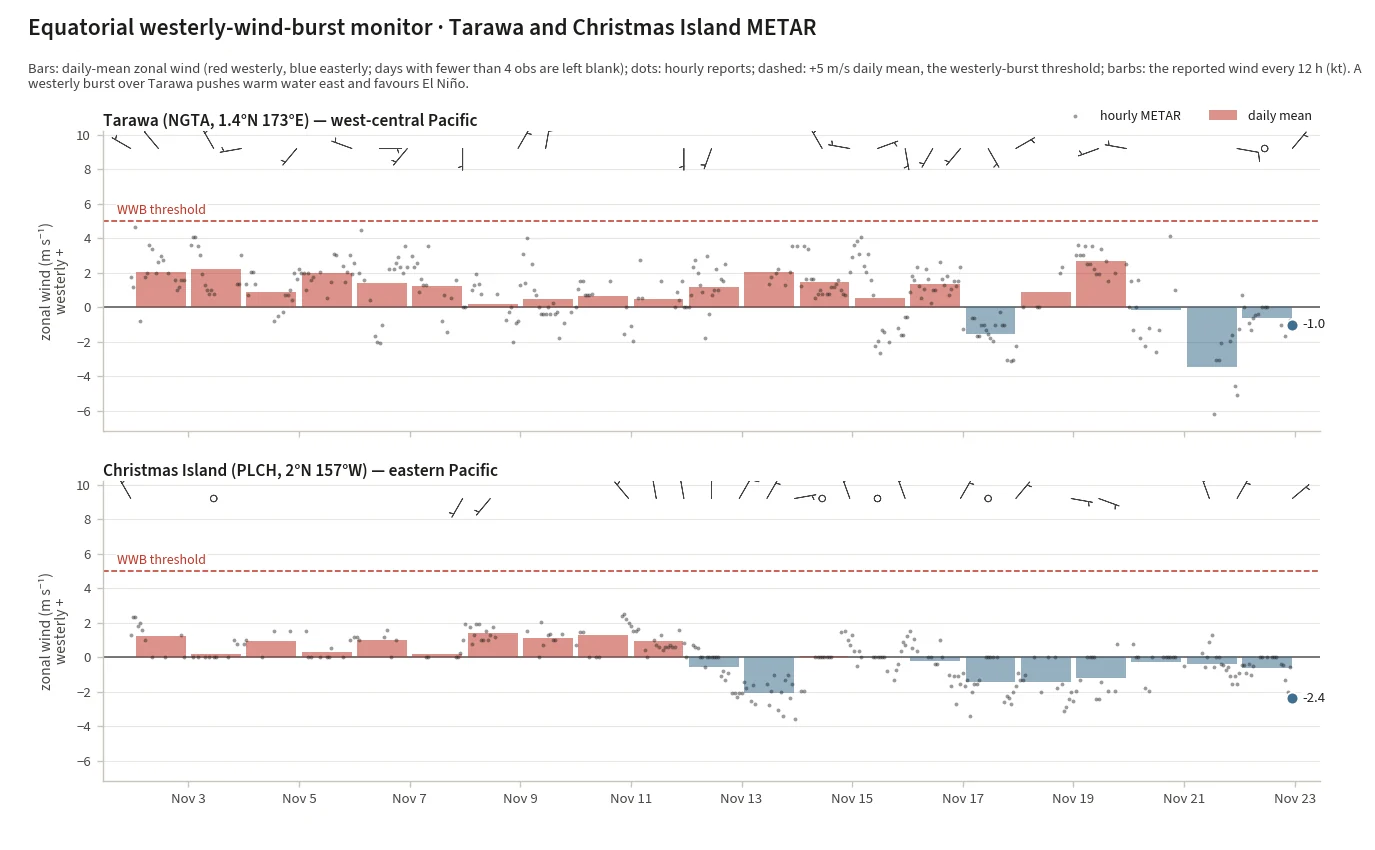 Equatorial westerly-wind-burst monitor · Tarawa and Christmas Island METAR
Bars: daily-mean zonal wind (red westerly, blue easterly; days with fewer than 4 obs are left blank); dots: hourly reports; dashed: +5 m/s daily mean, the westerly-burst threshold; barbs: the reported wind every 12 h (kt). A
westerly burst over Tarawa pushes warm water east and favours El Niño.
Tarawa (NGTA, 1.4°N 173°E) — west-central Pacific
hourly METAR
daily mean
10
8
6
4
2
0
−2
−4
−6
zonal wind (m s⁻¹)
westerly +
WWB threshold
-1.0
Christmas Island (PLCH, 2°N 157°W) — eastern Pacific
10
8
6
4
2
0
−2
−4
−6
zonal wind (m s⁻¹)
westerly +
WWB threshold
-2.4
Nov 3
Nov 5
Nov 7
Nov 9
Nov 11
Nov 13
Nov 15
Nov 17
Nov 19
Nov 21
Nov 23